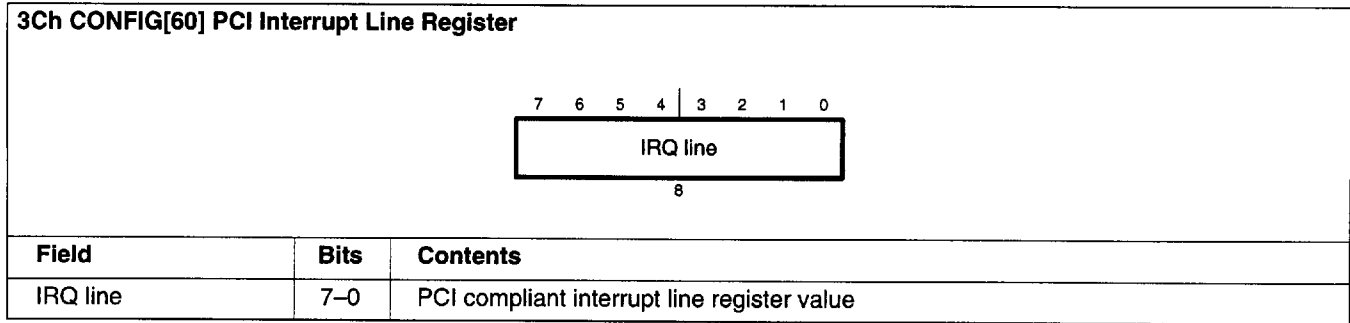 3Ch CONFIG[60] PCI Interrupt Line Register
7 6 5 4 3 2 1 0
IRQ line
8
Field Bits Contents
IRQ line 7–0 PCI compliant interrupt line register value